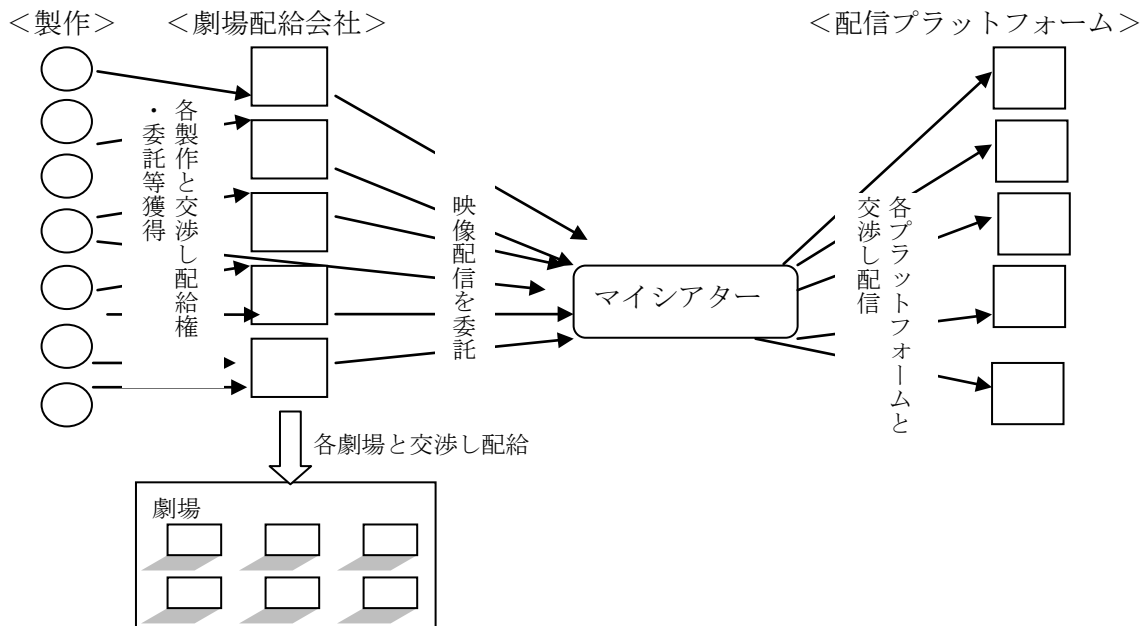 ＜製作＞
＜劇場配給会社＞
＜配信プラットフォーム＞
各製作と交渉し配給権
・委託等獲得
映像配信を委託
マイシアター
各プラットフォームと
交渉し配信
各劇場と交渉し配給
劇場